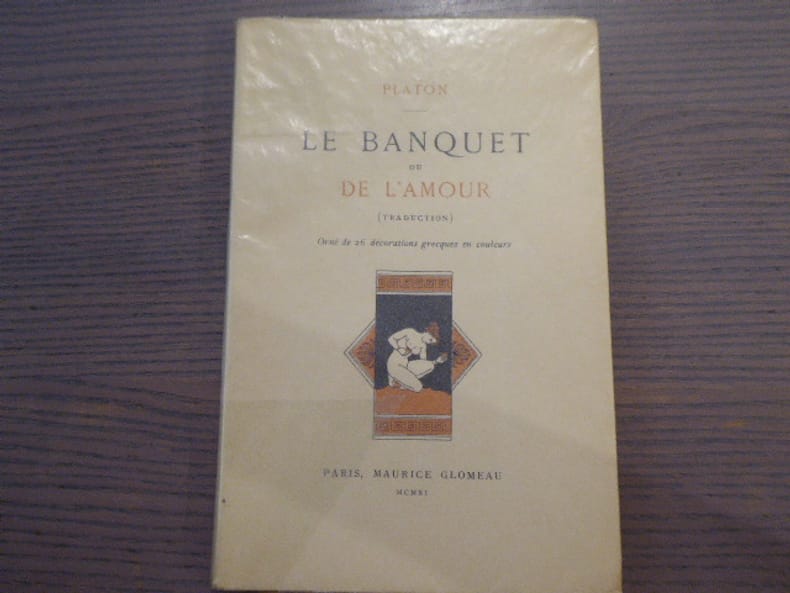 PLATON
LE BANQUET
OU
DE L'AMOUR
(TRADUCTION)
Orné de 26 décorations grecques en couleurs
PARIS, MAURICE GLOMEAU
MCMXI